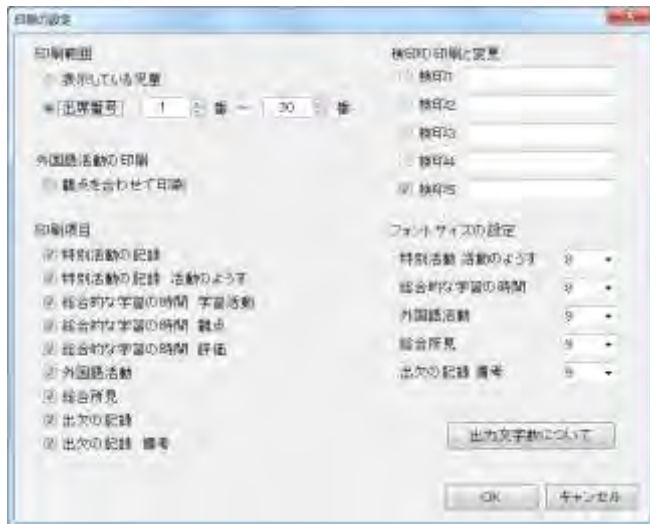 印刷の設定
印刷範囲
表示している児童
出席番号 1 番 ～ 30 番
外国語活動の印刷
観点を合わせて印刷
印刷項目
特別活動の記録
特別活動の記録 活動のようす
総合的な学習の時間 学習活動
総合的な学習の時間 観点
総合的な学習の時間 評価
外国語活動
総合所見
出欠の記録
出欠の記録 備考
検印の印刷と変更
検印1
検印2
検印3
検印4
検印5
フォントサイズの設定
特別活動 活動のようす 9
総合的な学習の時間 9
外国語活動 9
総合所見 9
出欠の記録 備考 9
出力文字数について
OK キャンセル